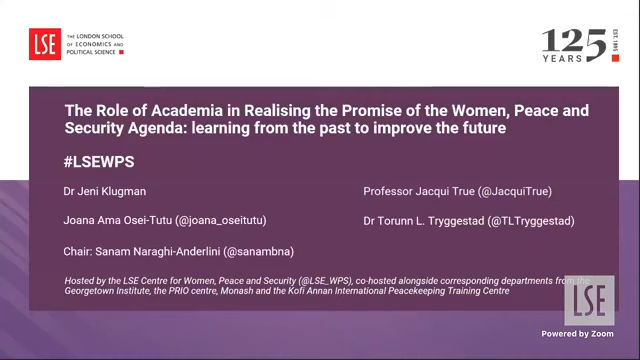 LSE
THE LONDON SCHOOL
OF ECONOMICS AND
POLITICAL SCIENCE
125
YEARS
The Role of Academia in Realising the Promise of the Women, Peace and
Security Agenda: learning from the past to improve the future
#LSEWPS
Dr Jeni Klugman
Professor Jacqui True (@JacquiTrue)
Joana Ama Osei-Tutu (@joana_oseitutu)
Dr Torunn L. Tryggestad (@TLTryggestad)
Chair: Sanam Naraghi-Anderlini (@sanambna)
Hosted by the LSE Centre for Women, Peace and Security (@LSE_WPS), co-hosted alongside corresponding departments from the
Georgetown Institute, the PRIO centre, Monash and the Kofi Annan International Peacekeeping Training Centre
LSE
Powered by Zoom